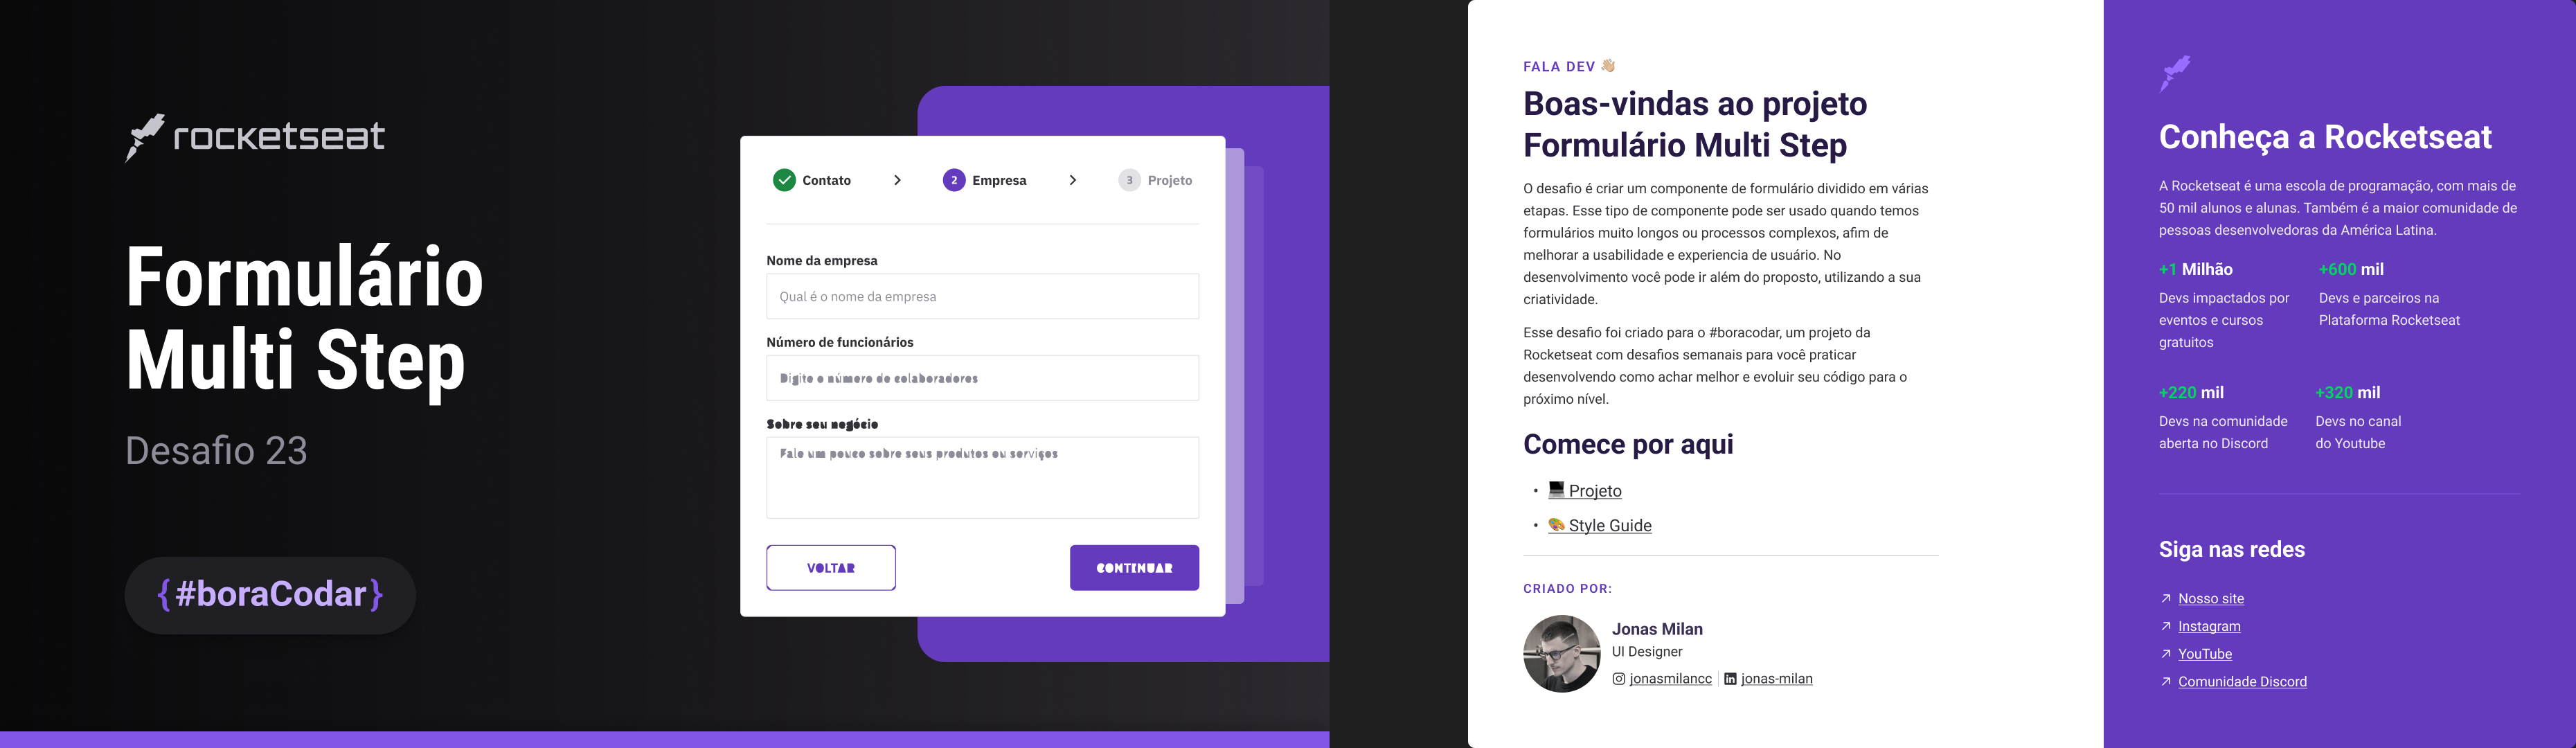 rocketseat
Formulário
Multi Step
Desafio 23
{#boraCodar}
Contato
2 Empresa
3 Projeto
Nome da empresa
Qual é o nome da empresa
Número de funcionários
Digite o número de colaboradores
Sobre seu negócio
Fale um pouco sobre seus produtos ou serviços
VOLTAR
CONTINUAR
FALA DEV 👋🏼
Boas-vindas ao projeto
Formulário Multi Step
O desafio é criar um componente de formulário dividido em várias
etapas. Esse tipo de componente pode ser usado quando temos
formulários muito longos ou processos complexos, afim de
melhorar a usabilidade e experiencia de usuário. No
desenvolvimento você pode ir além do proposto, utilizando a sua
criatividade.
Esse desafio foi criado para o #boracodar, um projeto da
Rocketseat com desafios semanais para você praticar
desenvolvendo como achar melhor e evoluir seu código para o
próximo nível.
Comece por aqui
• 💻 Projeto
• 🎨 Style Guide
CRIADO POR:
Jonas Milan
UI Designer
jonasmilancc
jonas-milan
Conheça a Rocketseat
A Rocketseat é uma escola de programação, com mais de
50 mil alunos e alunas. Também é a maior comunidade de
pessoas desenvolvedoras da América Latina.
+1 Milhão
Devs impactados por
eventos e cursos
gratuitos
+600 mil
Devs e parceiros na
Plataforma Rocketseat
+220 mil
Devs na comunidade
aberta no Discord
+320 mil
Devs no canal
do Youtube
Siga nas redes
Nosso site
Instagram
YouTube
Comunidade Discord